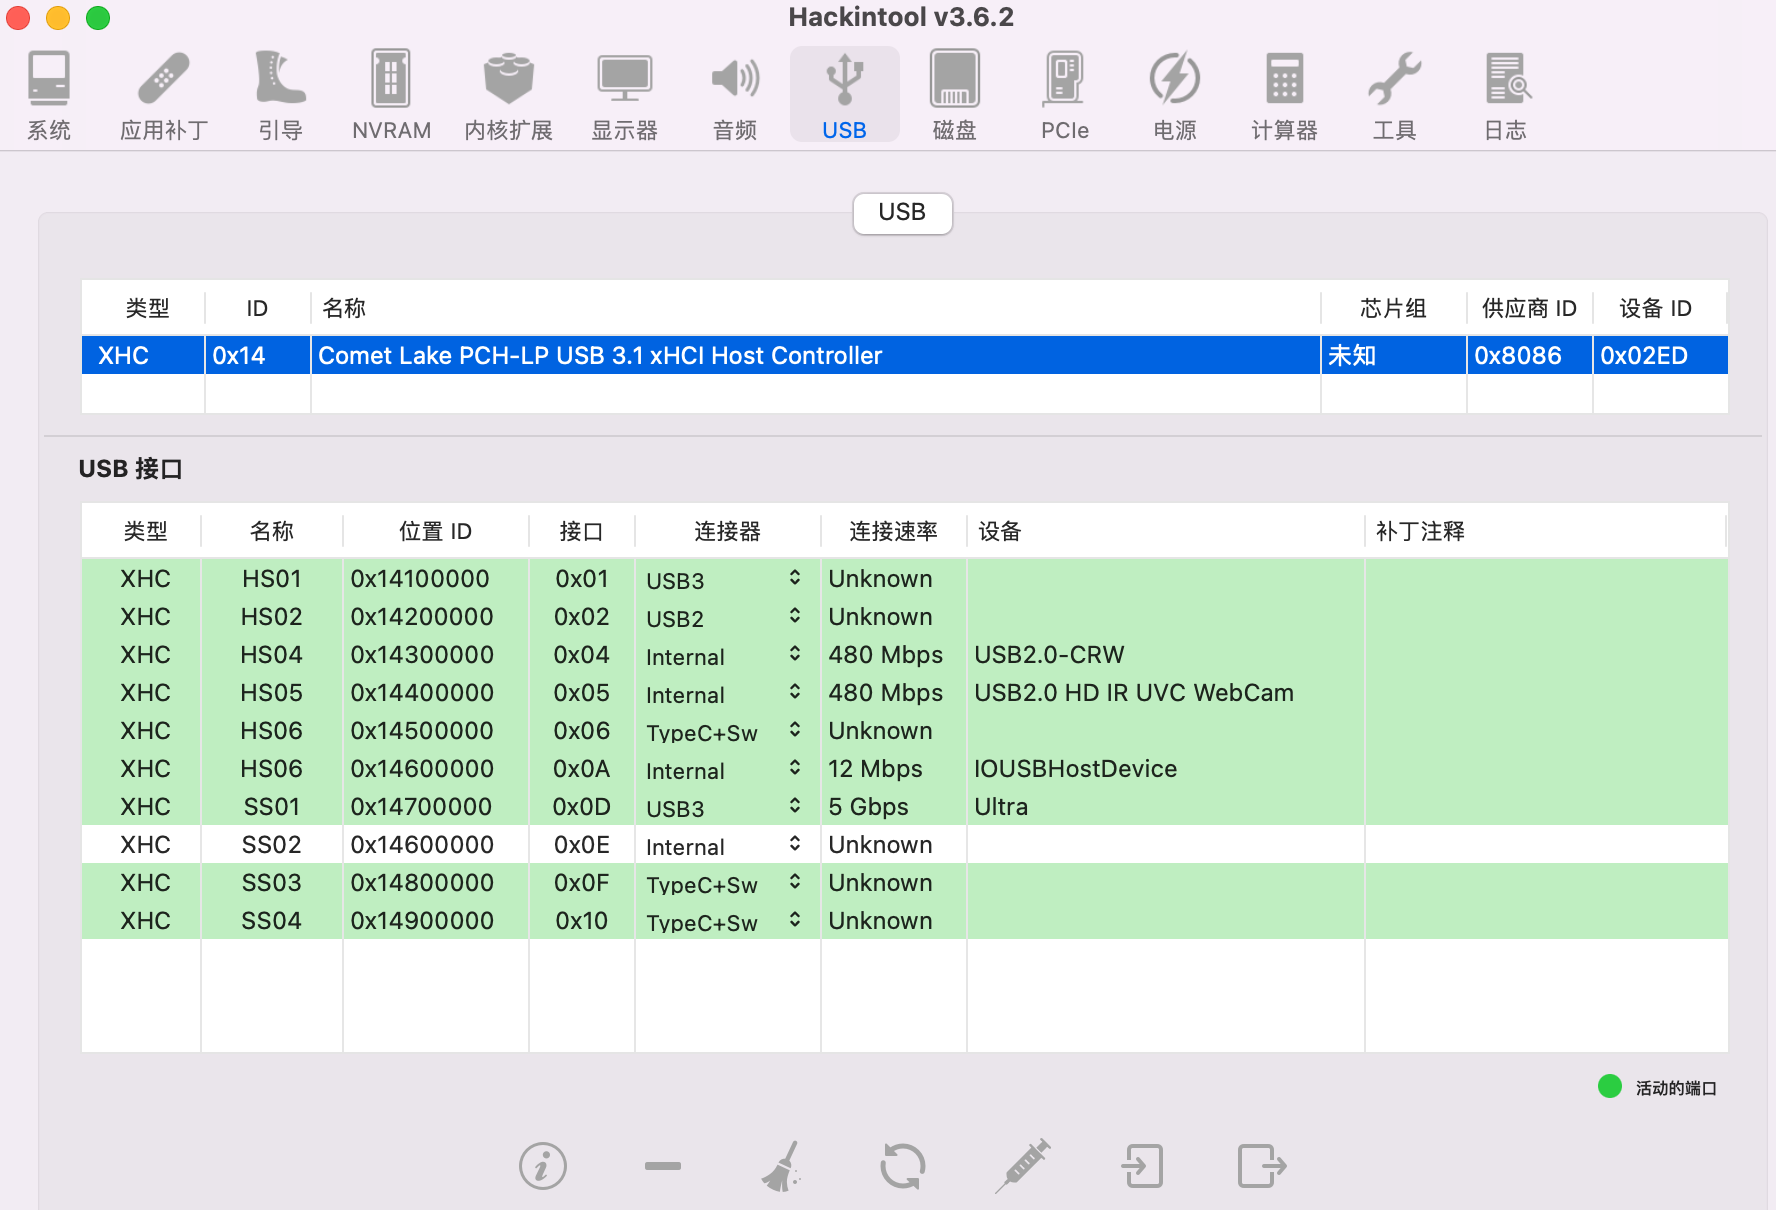 Hackintool v3.6.2
系统 应用补丁 引导 NVRAM 内核扩展 显示器 音频 USB 磁盘 PCIe 电源 计算器 工具 日志
USB
类型 ID 名称 芯片组 供应商 ID 设备 ID
XHC 0x14 Comet Lake PCH-LP USB 3.1 xHCI Host Controller 未知 0x8086 0x02ED
USB 接口
类型 名称 位置 ID 接口 连接器 连接速率 设备 补丁注释
XHC HS01 0x14100000 0x01 USB3 Unknown
XHC HS02 0x14200000 0x02 USB2 Unknown
XHC HS04 0x14300000 0x04 Internal 480 Mbps USB2.0-CRW
XHC HS05 0x14400000 0x05 Internal 480 Mbps USB2.0 HD IR UVC WebCam
XHC HS06 0x14500000 0x06 TypeC+Sw Unknown
XHC HS06 0x14600000 0x0A Internal 12 Mbps IOUSBHostDevice
XHC SS01 0x14700000 0x0D USB3 5 Gbps Ultra
XHC SS02 0x14600000 0x0E Internal Unknown
XHC SS03 0x14800000 0x0F TypeC+Sw Unknown
XHC SS04 0x14900000 0x10 TypeC+Sw Unknown
活动的端口